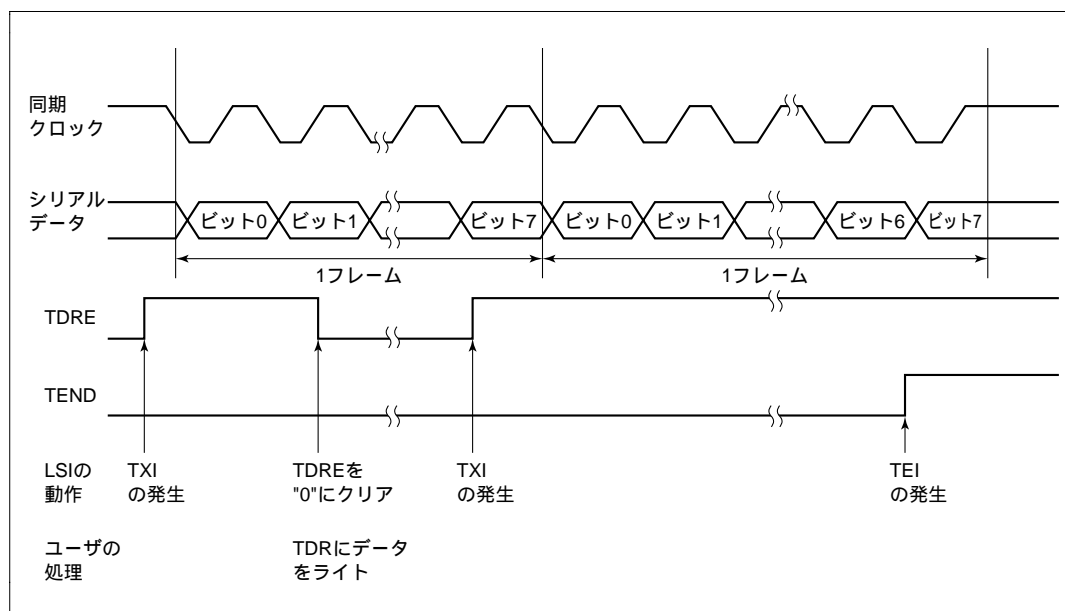 同期
クロック
シリアル
データ
ビット0 ビット1 ビット7 ビット0 ビット1 ビット6 ビット7
1フレーム 1フレーム
TDRE
TEND
LSIの
動作
TXI
の発生
TDREを
"0"にクリア
TXI
の発生
TEI
の発生
ユーザの
処理
TDRにデータ
をライト